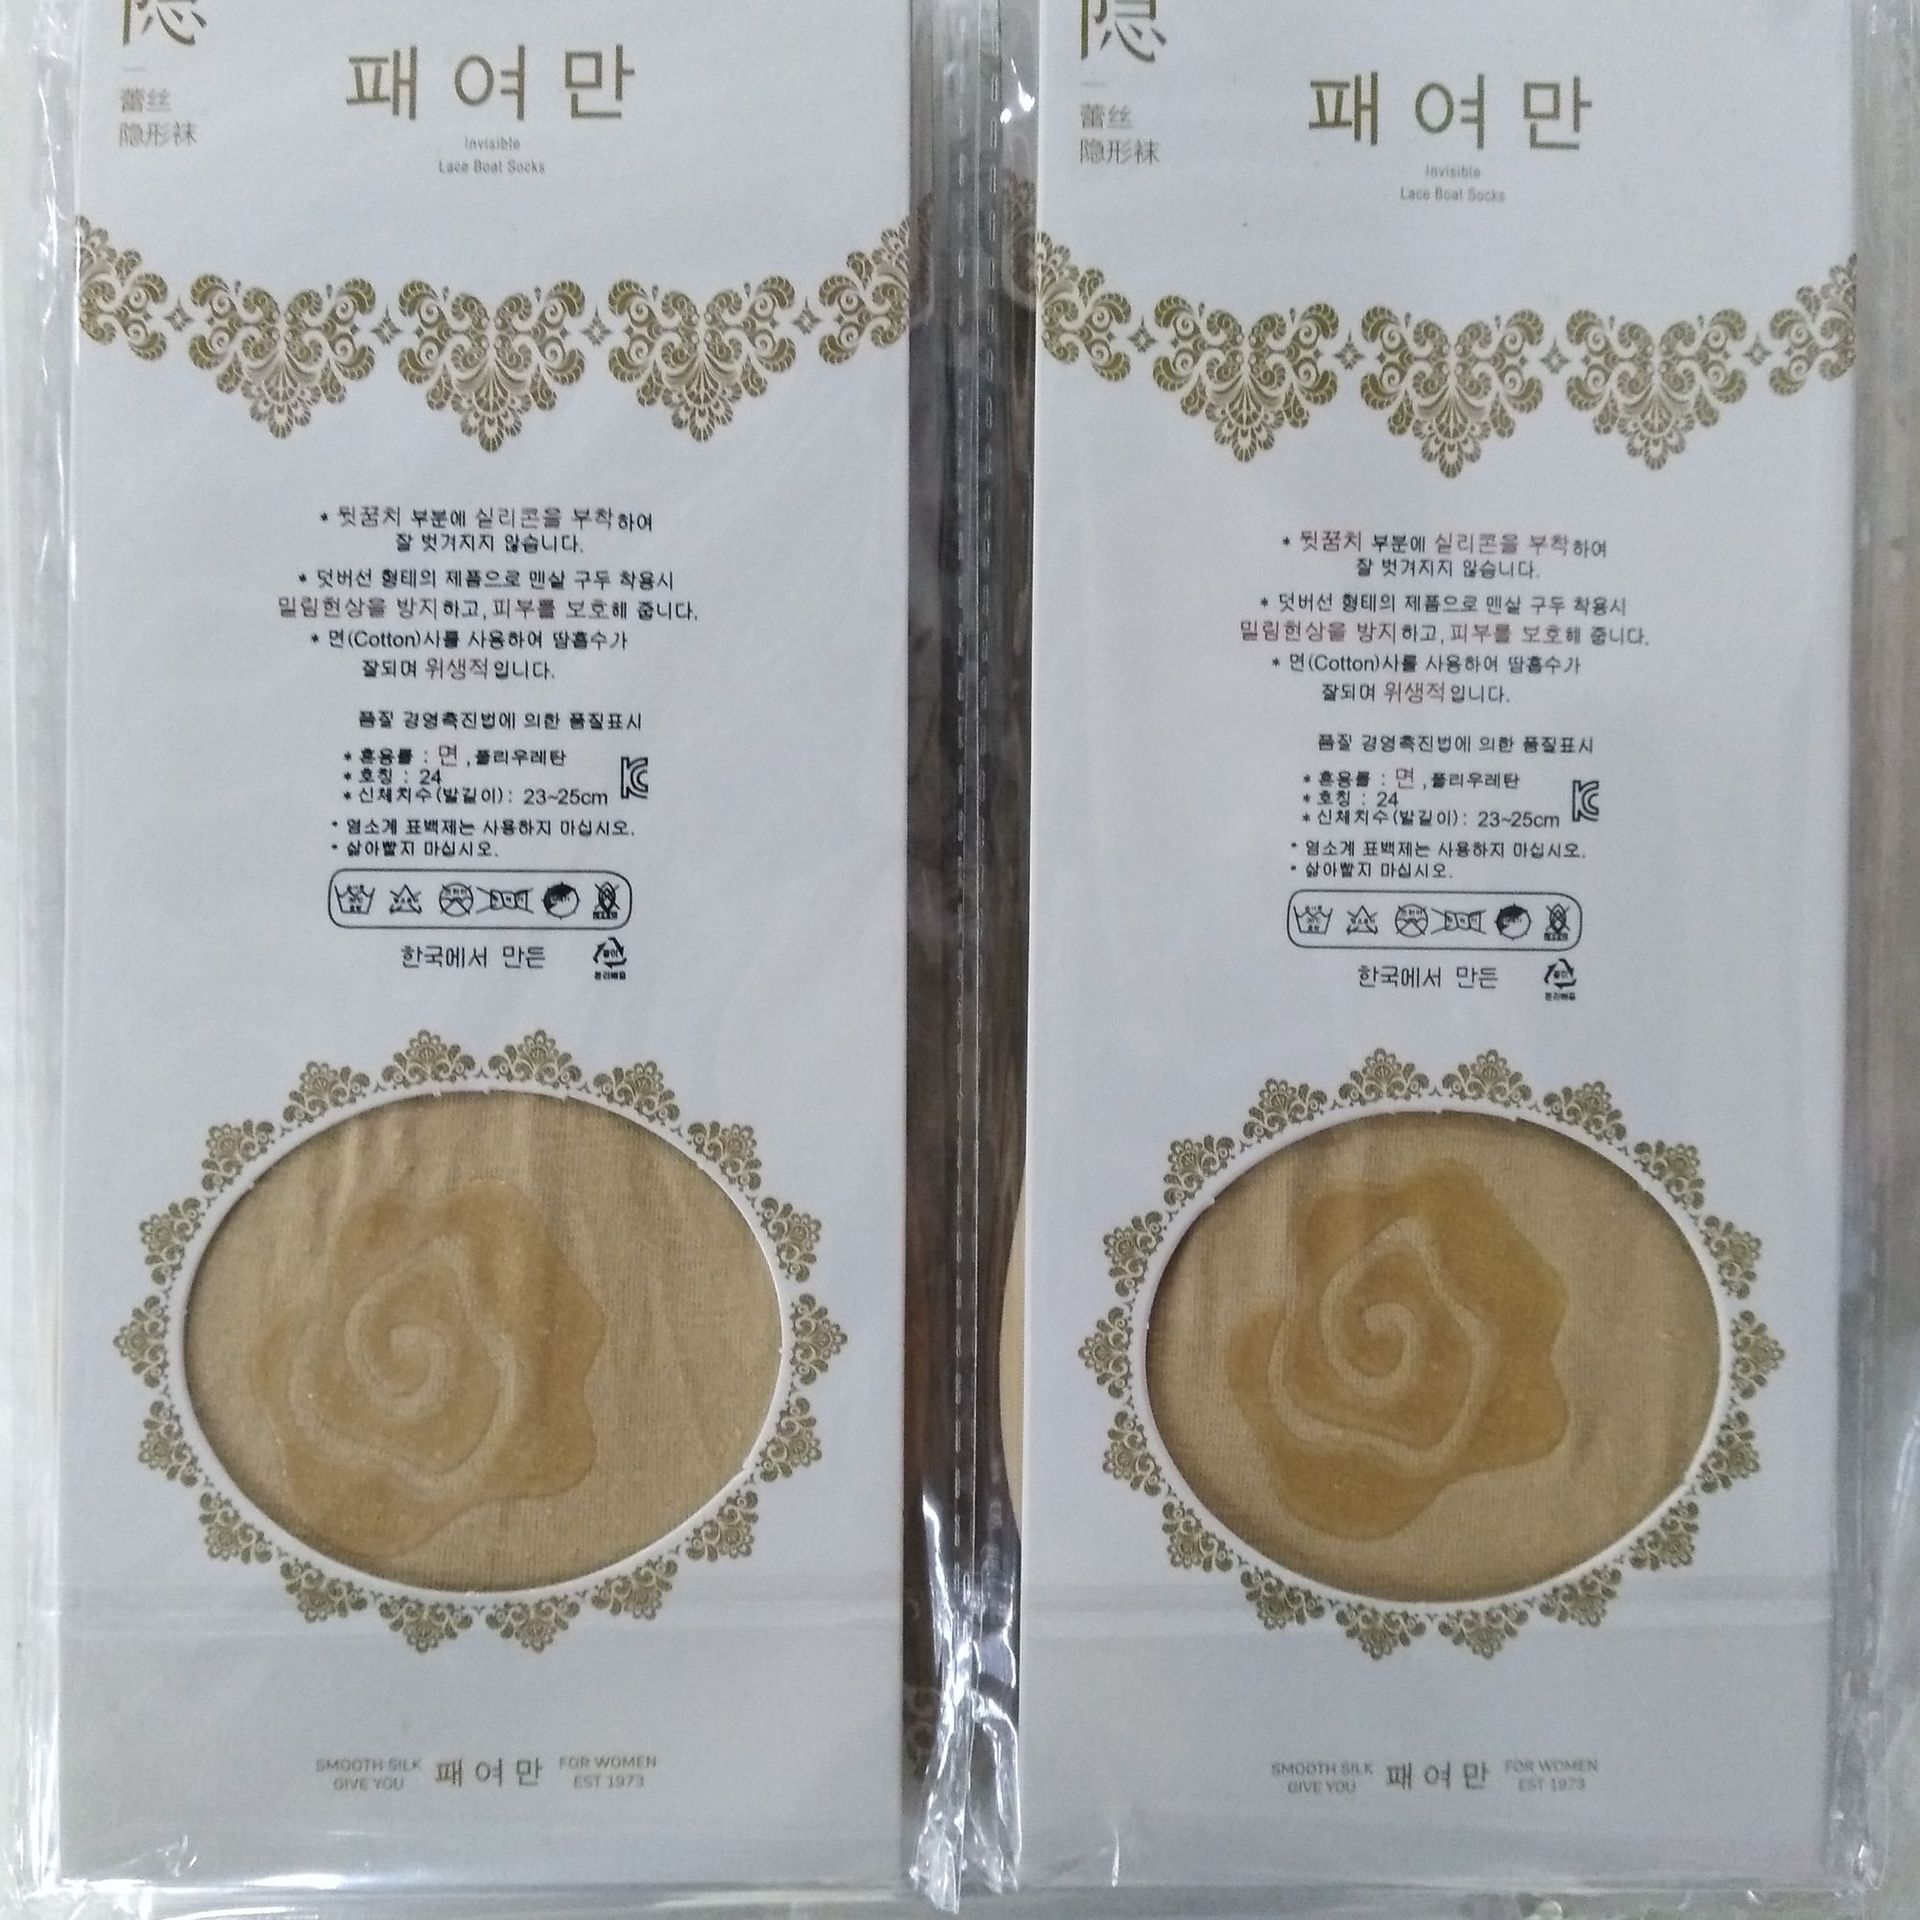 隐
蕾丝
隐形袜
패여만
Invisible
Lace Boat Socks
* 뒷꿈치 부분에 실리콘을 부착하여
잘 벗겨지지 않습니다.
* 덧버선 형태의 제품으로 맨살 구두 착용시
밀림현상을 방지하고, 피부를 보호해 줍니다.
* 면(Cotton)사를 사용하여 땀흡수가
잘되며 위생적입니다.
품질 경영촉진법에 의한 품질표시
* 혼용률 : 면 ,폴리우레탄
* 호칭 : 24
* 신체치수(발길이) : 23~25cm
* 염소계 표백제는 사용하지 마십시오.
* 삶아빨지 마십시오.
한국에서 만든
SMOOTH SILK
GIVE YOU
패여만
FOR WOMEN
EST 1973
隐
蕾丝
隐形袜
패여만
Invisible
Lace Boat Socks
* 뒷꿈치 부분에 실리콘을 부착하여
잘 벗겨지지 않습니다.
* 덧버선 형태의 제품으로 맨살 구두 착용시
밀림현상을 방지하고, 피부를 보호해 줍니다.
* 면(Cotton)사를 사용하여 땀흡수가
잘되며 위생적입니다.
품질 경영촉진법에 의한 품질표시
* 혼용률 : 면 ,폴리우레탄
* 호칭 : 24
* 신체치수(발길이) : 23~25cm
* 염소계 표백제는 사용하지 마십시오.
* 삶아빨지 마십시오.
한국에서 만든
SMOOTH SILK
GIVE YOU
패여만
FOR WOMEN
EST 1973